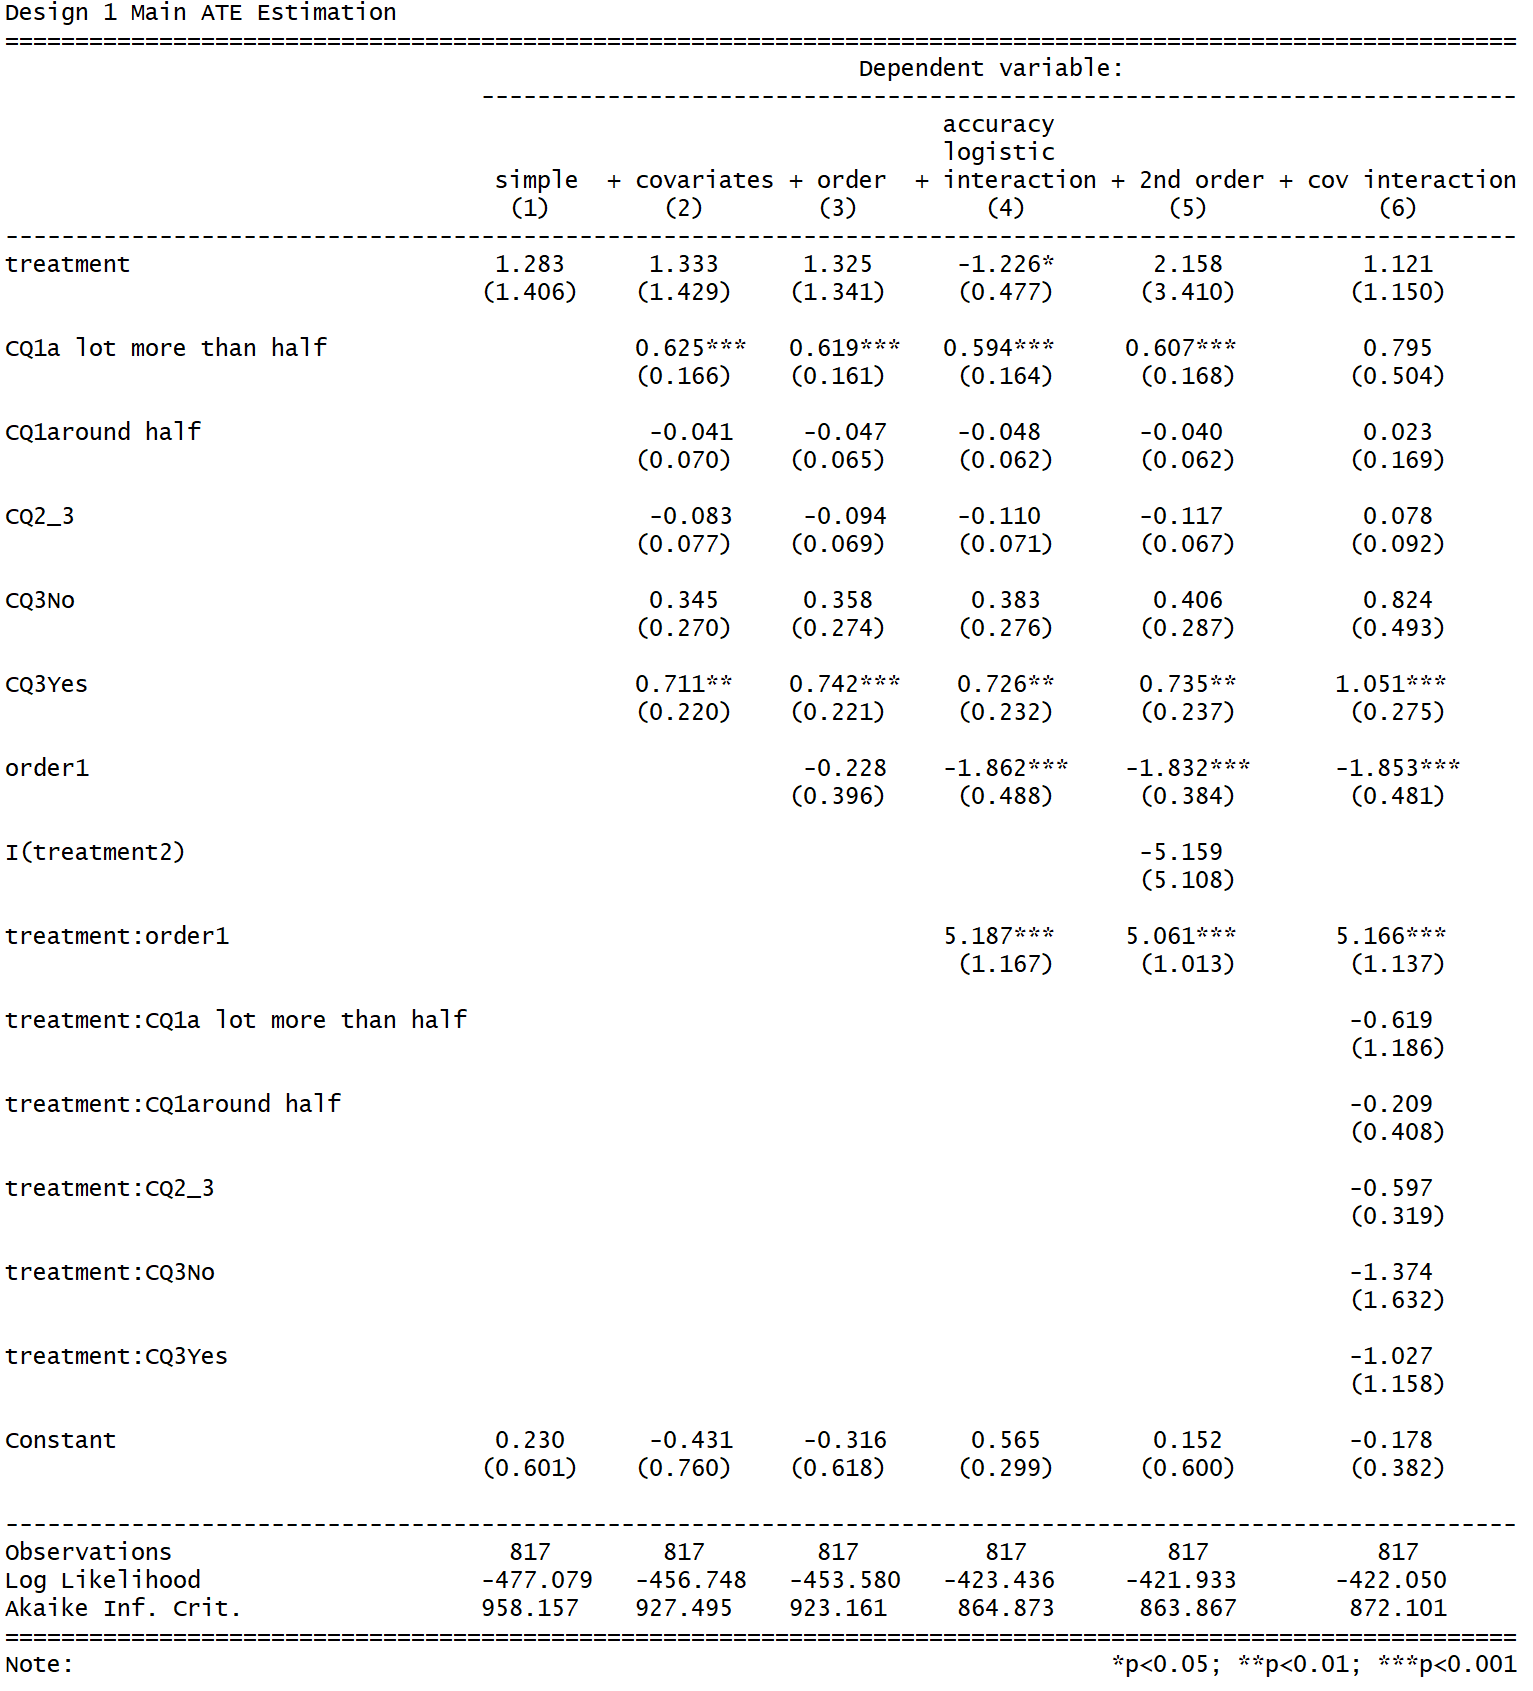 Design 1 Main ATE Estimation
============================================================================================================
Dependent variable:
--------------------------------------------------------------------------
accuracy
logistic
simple + covariates + order + interaction + 2nd order + cov interaction
(1) (2) (3) (4) (5) (6)
------------------------------------------------------------------------------------------------------------
treatment 1.283 1.333 1.325 -1.226* 2.158 1.121
(1.406) (1.429) (1.341) (0.477) (3.410) (1.150)
CQ1a lot more than half 0.625*** 0.619*** 0.594*** 0.607*** 0.795
(0.166) (0.161) (0.164) (0.168) (0.504)
CQ1around half -0.041 -0.047 -0.048 -0.040 0.023
(0.070) (0.065) (0.062) (0.062) (0.169)
CQ2_3 -0.083 -0.094 -0.110 -0.117 0.078
(0.077) (0.069) (0.071) (0.067) (0.092)
CQ3No 0.345 0.358 0.383 0.406 0.824
(0.270) (0.274) (0.276) (0.287) (0.493)
CQ3Yes 0.711** 0.742*** 0.726** 0.735** 1.051***
(0.220) (0.221) (0.232) (0.237) (0.275)
order1 -0.228 -1.862*** -1.832*** -1.853***
(0.396) (0.488) (0.384) (0.481)
I(treatment2) -5.159
(5.108)
treatment:order1 5.187*** 5.061*** 5.166***
(1.167) (1.013) (1.137)
treatment:CQ1a lot more than half -0.619
(1.186)
treatment:CQ1around half -0.209
(0.408)
treatment:CQ2_3 -0.597
(0.319)
treatment:CQ3No -1.374
(1.632)
treatment:CQ3Yes -1.027
(1.158)
Constant 0.230 -0.431 -0.316 0.565 0.152 -0.178
(0.601) (0.760) (0.618) (0.299) (0.600) (0.382)
------------------------------------------------------------------------------------------------------------
Observations 817 817 817 817 817 817
Log Likelihood -477.079 -456.748 -453.580 -423.436 -421.933 -422.050
Akaike Inf. Crit. 958.157 927.495 923.161 864.873 863.867 872.101
============================================================================================================
Note: *p<0.05; **p<0.01; ***p<0.001